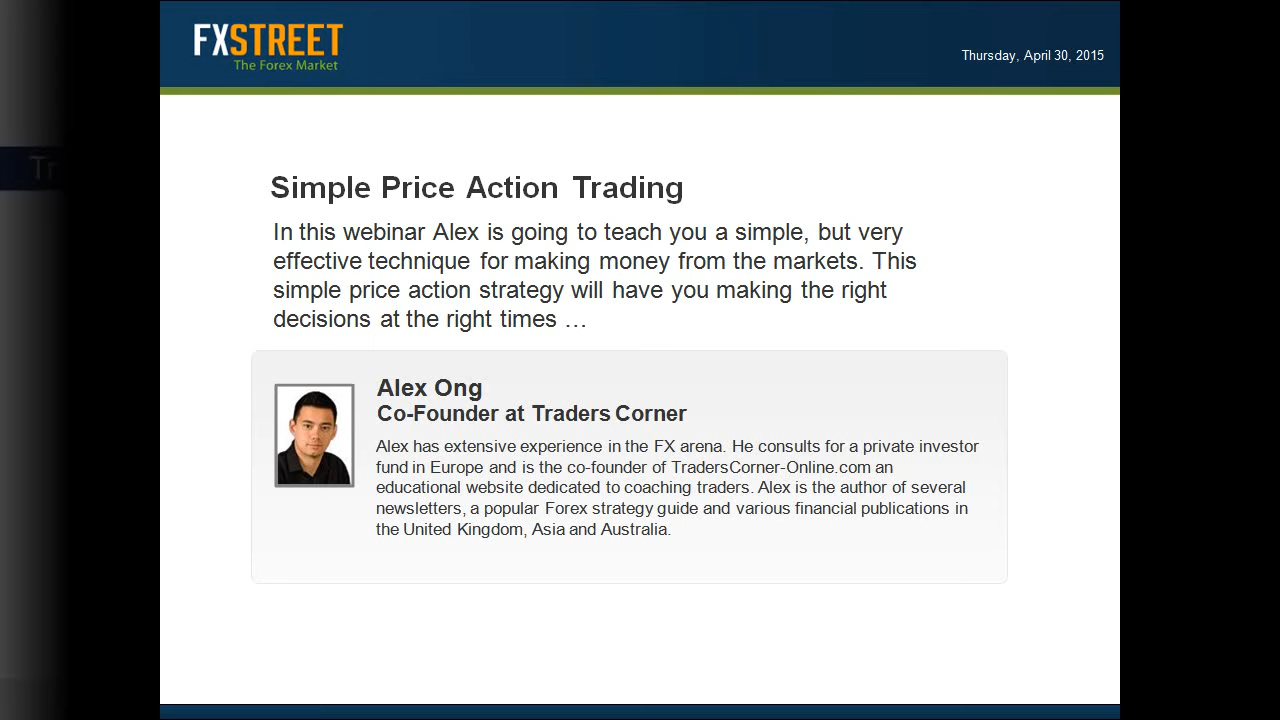 FXSTREET
The Forex Market
Thursday, April 30, 2015
Tr
Simple Price Action Trading
In this webinar Alex is going to teach you a simple, but very
effective technique for making money from the markets. This
simple price action strategy will have you making the right
decisions at the right times …
Alex Ong
Co-Founder at Traders Corner
Alex has extensive experience in the FX arena. He consults for a private investor
fund in Europe and is the co-founder of TradersCorner-Online.com an
educational website dedicated to coaching traders. Alex is the author of several
newsletters, a popular Forex strategy guide and various financial publications in
the United Kingdom, Asia and Australia.